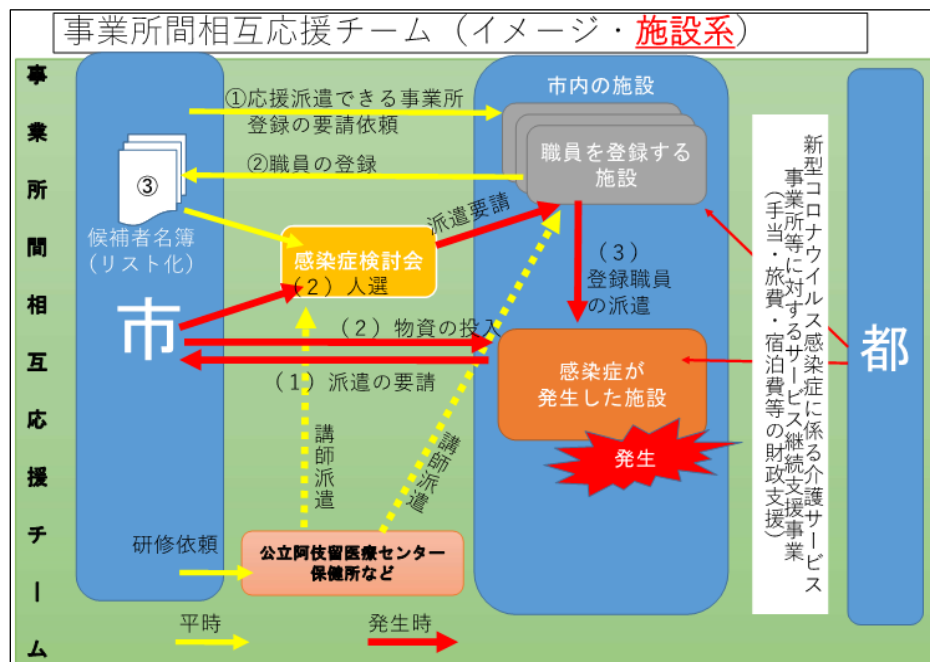 事業所間相互応援チーム（イメージ・施設系）
事業所間相互応援チーム
①応援派遣できる事業所
登録の要請依頼
②職員の登録
③
候補者名簿
（リスト化）
市
感染症検討会
（２）人選
派遣要請
（２）物資の投入
（１）派遣の要請
講師派遣
講師派遣
研修依頼
公立阿伎留医療センター
保健所など
市内の施設
職員を登録する
施設
（３）
登録職員
の派遣
感染症が
発生した施設
発生
新型コロナウイルス感染症に係る介護サービス
事業所等に対するサービス継続支援事業
（手当・旅費・宿泊費等の財政支援）
都
平時
発生時